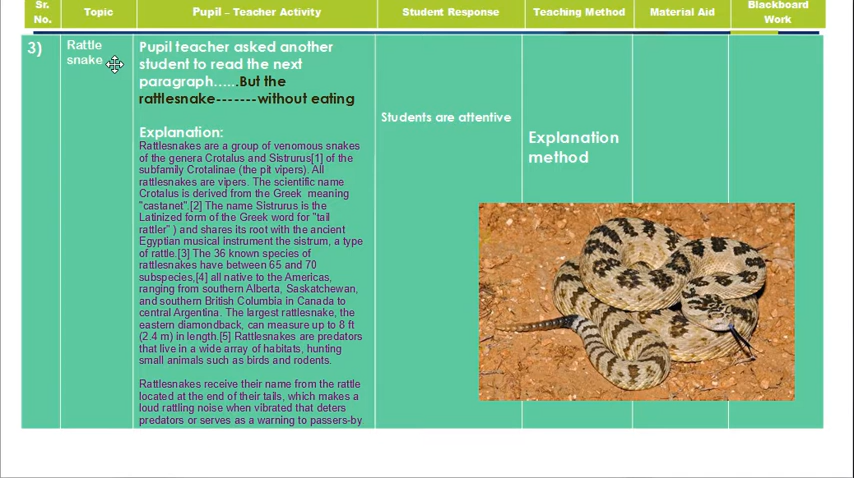 Sr. No.
Topic
Pupil – Teacher Activity
Student Response
Teaching Method
Material Aid
Blackboard Work
3)
Rattle
snake
Pupil teacher asked another
student to read the next
paragraph......But the
rattlesnake-------without eating
Explanation:
Rattlesnakes are a group of venomous snakes
of the genera Crotalus and Sistrurus[1] of the
subfamily Crotalinae (the pit vipers). All
rattlesnakes are vipers. The scientific name
Crotalus is derived from the Greek meaning
"castanet".[2] The name Sistrurus is the
Latinized form of the Greek word for "tail
rattler" ) and shares its root with the ancient
Egyptian musical instrument the sistrum, a type
of rattle.[3] The 36 known species of
rattlesnakes have between 65 and 70
subspecies,[4] all native to the Americas,
ranging from southern Alberta, Saskatchewan,
and southern British Columbia in Canada to
central Argentina. The largest rattlesnake, the
eastern diamondback, can measure up to 8 ft
(2.4 m) in length.[5] Rattlesnakes are predators
that live in a wide array of habitats, hunting
small animals such as birds and rodents.
Rattlesnakes receive their name from the rattle
located at the end of their tails, which makes a
loud rattling noise when vibrated that deters
predators or serves as a warning to passers-by
Students are attentive
Explanation
method